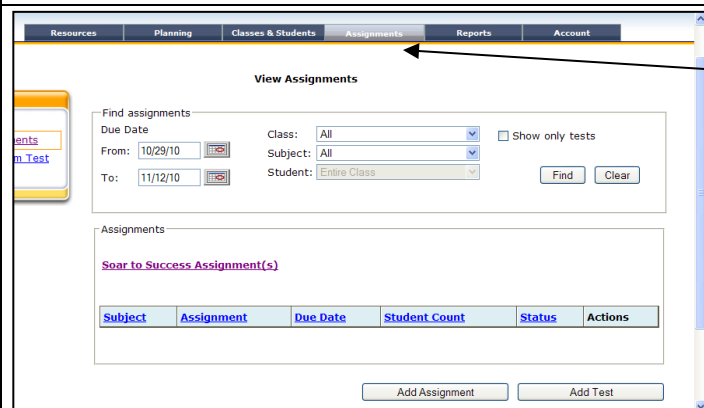 Resources Planning Classes & Students Assignments Reports Account
View Assignments
Find assignments
Due Date
From: 10/29/10
To: 11/12/10
Class: All
Subject: All
Student: Entire Class
Show only tests
Find Clear
ents
m Test
Assignments
Soar to Success Assignment(s)
Subject Assignment Due Date Student Count Status Actions
Add Assignment Add Test